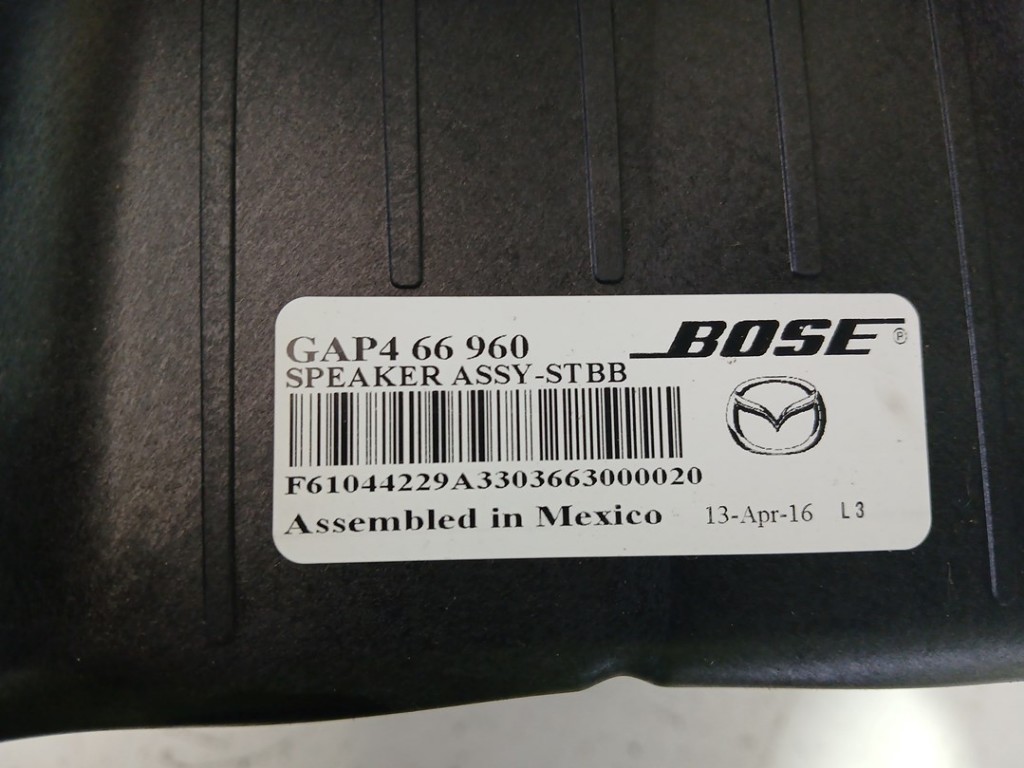 GAP4 66 960
BOSE ®
SPEAKER ASSY-STBB
F61044229A3303663000020
Assembled in Mexico 13-Apr-16 L3